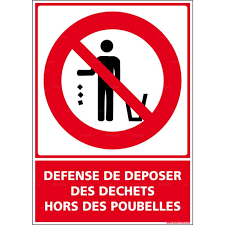 DEFENSE DE DEPOSER
DES DECHETS
HORS DES POUBELLES